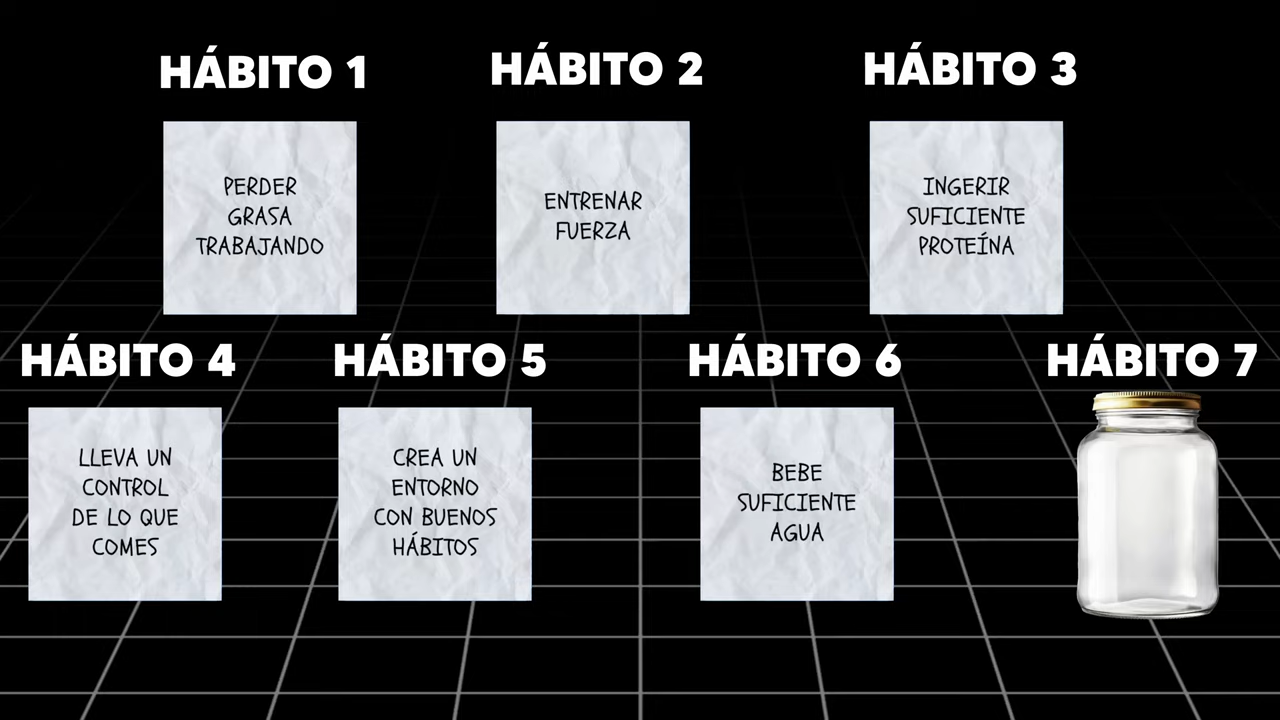 HÁBITO 1
PERDER
GRASA
TRABAJANDO
HÁBITO 2
ENTRENAR
FUERZA
HÁBITO 3
INGERIR
SUFICIENTE
PROTEÍNA
HÁBITO 4
LLEVA UN
CONTROL
DE LO QUE
COMES
HÁBITO 5
CREA UN
ENTORNO
CON BUENOS
HÁBITOS
HÁBITO 6
BEBE
SUFICIENTE
AGUA
HÁBITO 7